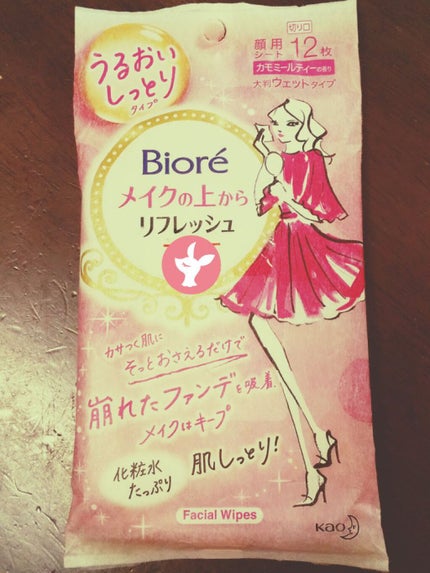 うるおい
しっとり
タイプ
切り口
顔用
シート
12枚
カモミールティーの香り
大判ウェットタイプ
Bioré
メイクの上から
リフレッシュ
カサつく肌に
そっとおさえるだけで
崩れたファンデを吸着
メイクはキープ
化粧水
たっぷり
肌しっとり!
Facial Wipes
Kao